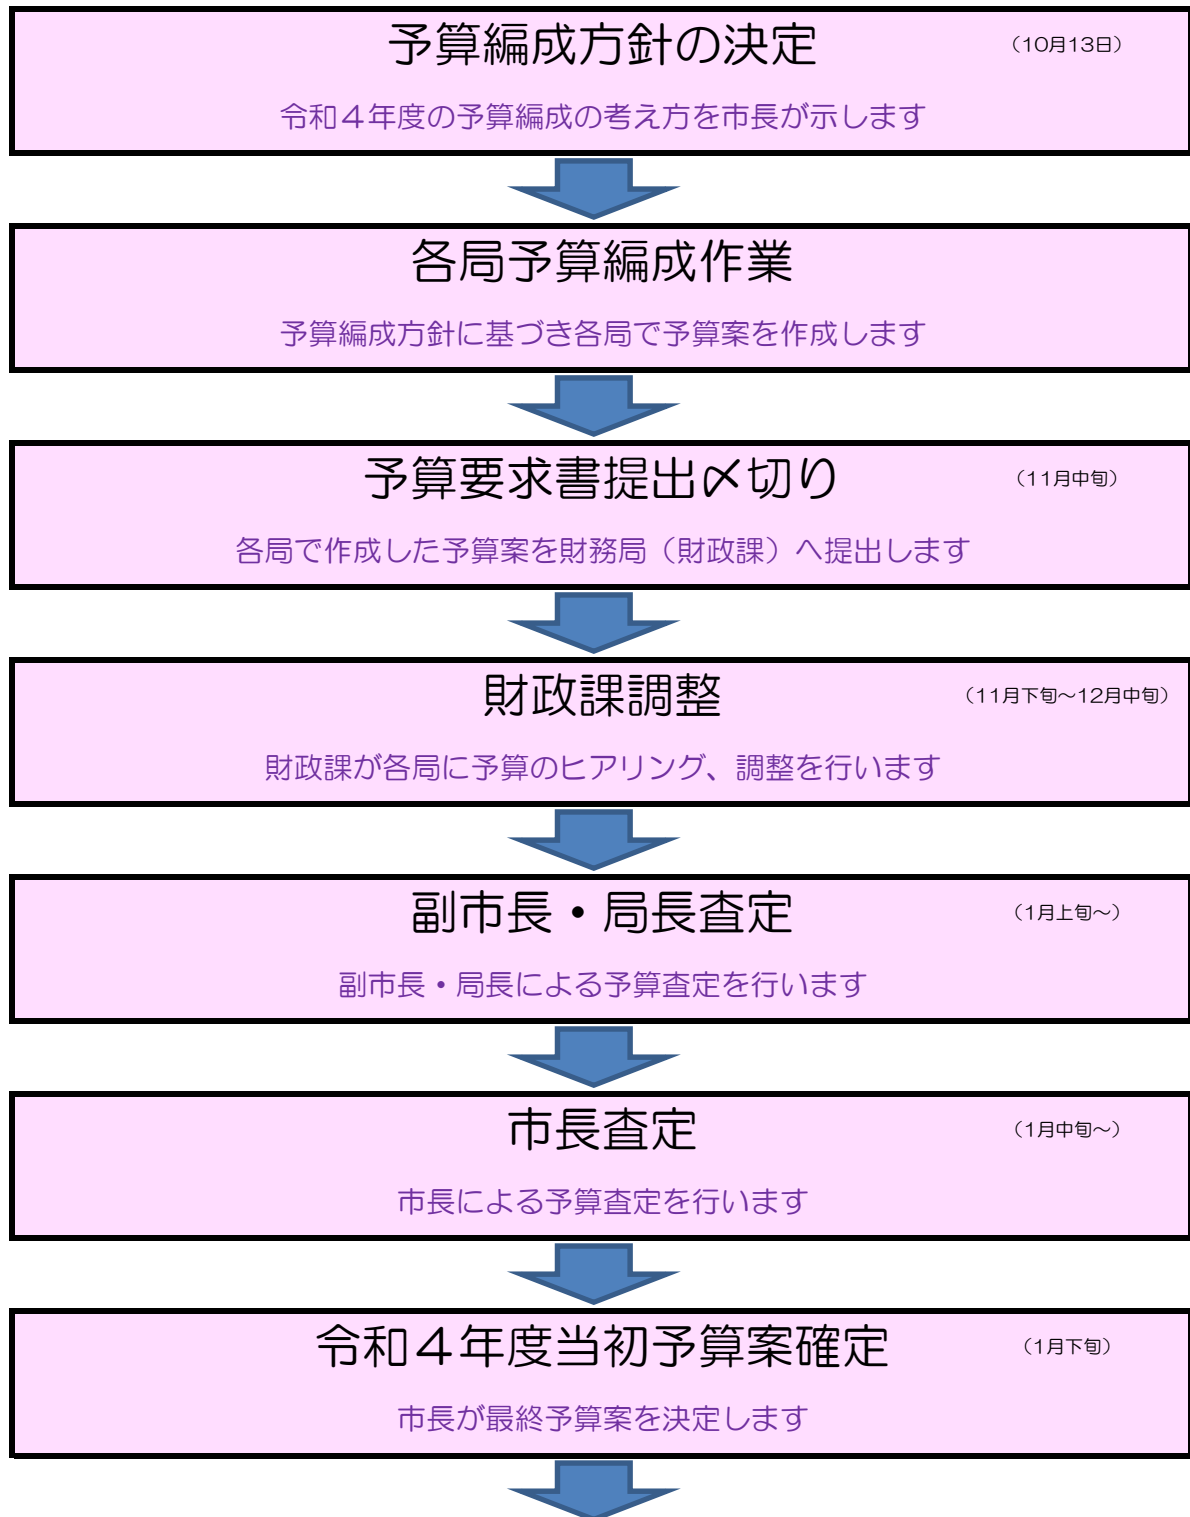 予算編成方針の決定 （10月13日）
令和４年度の予算編成の考え方を市長が示します
各局予算編成作業
予算編成方針に基づき各局で予算案を作成します
予算要求書提出〆切り （11月中旬）
各局で作成した予算案を財務局（財政課）へ提出します
財政課調整 （11月下旬～12月中旬）
財政課が各局に予算のヒアリング、調整を行います
副市長・局長査定 （1月上旬～）
副市長・局長による予算査定を行います
市長査定 （1月中旬～）
市長による予算査定を行います
令和４年度当初予算案確定 （1月下旬）
市長が最終予算案を決定します